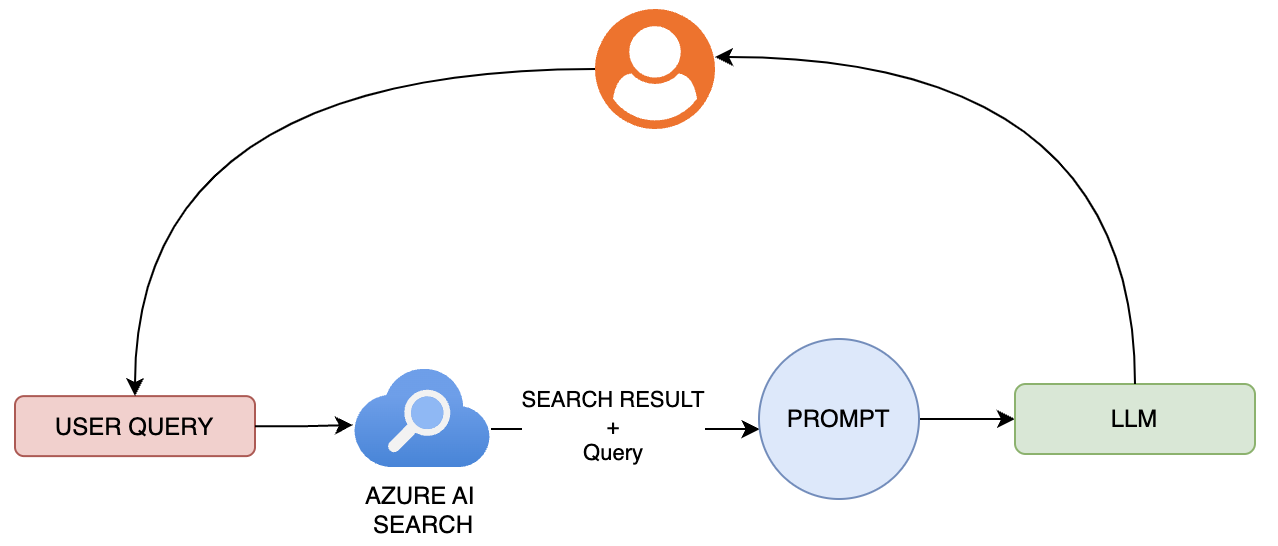 USER QUERY
AZURE AI
SEARCH
SEARCH RESULT
+
Query
PROMPT
LLM